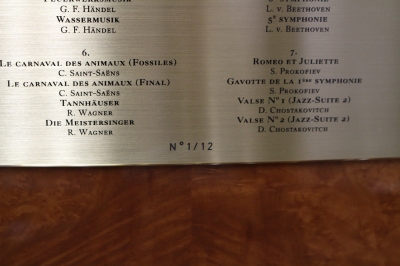 G. F. Händel
Wassermusik
G. F. Händel
6.
Le carnaval des animaux (Fossiles)
C. Saint-Saëns
Le carnaval des animaux (Final)
C. Saint-Saëns
Tannhäuser
R. Wagner
Die Meistersinger
R. Wagner
L. v. Beethoven
5e symphonie
L. v. Beethoven
7.
Romeo et Juliette
S. Prokofiev
Gavotte de la 1ère symphonie
S. Prokofiev
Valse N° 1 (Jazz-Suite 2)
D. Chostakovitch
Valse N° 2 (Jazz-Suite 2)
D. Chostakovitch
N° 1/12